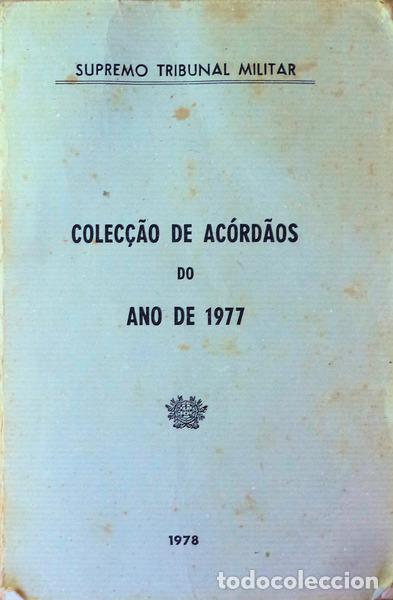 SUPREMO TRIBUNAL MILITAR
COLECÇÃO DE ACÓRDÃOS
DO
ANO DE 1977
1978
todocoleccion